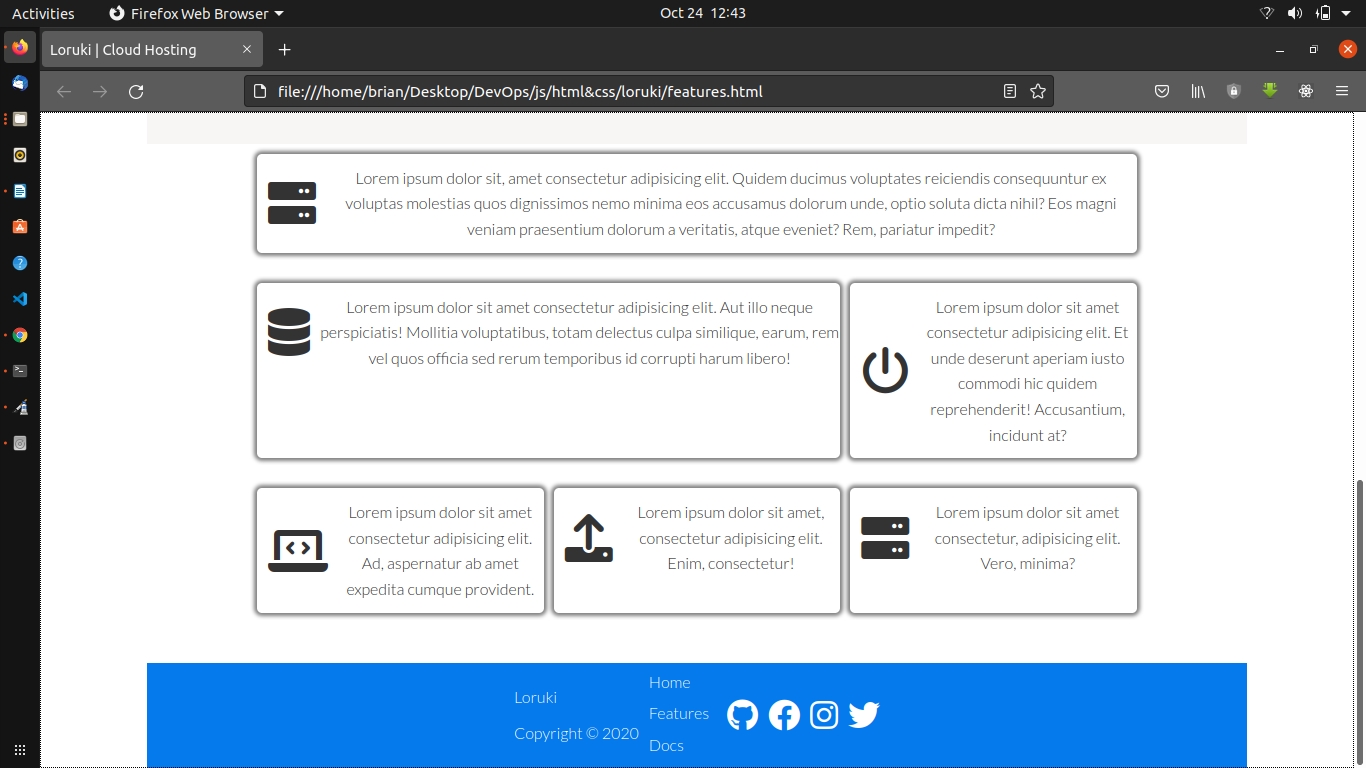 Activities
Firefox Web Browser
Oct 24 12:43
Loruki | Cloud Hosting
file:///home/brian/Desktop/DevOps/js/html&css/loruki/features.html
Lorem ipsum dolor sit, amet consectetur adipisicing elit. Quidem ducimus voluptates reiciendis consequuntur ex
voluptas molestias quos dignissimos nemo minima eos accusamus dolorum unde, optio soluta dicta nihil? Eos magni
veniam praesentium dolorum a veritatis, atque eveniet? Rem, pariatur impedit?
Lorem ipsum dolor sit amet consectetur adipisicing elit. Aut illo neque
perspiciatis! Mollitia voluptatibus, totam delectus culpa similique, earum, rem
vel quos officia sed rerum temporibus id corrupti harum libero!
Lorem ipsum dolor sit amet
consectetur adipisicing elit. Et
unde deserunt aperiam iusto
commodi hic quidem
reprehenderit! Accusantium,
incidunt at?
Lorem ipsum dolor sit amet
consectetur adipisicing elit.
Ad, aspernatur ab amet
expedita cumque provident.
Lorem ipsum dolor sit amet,
consectetur adipisicing elit.
Enim, consectetur!
Lorem ipsum dolor sit amet
consectetur, adipisicing elit.
Vero, minima?
Loruki
Copyright © 2020
Home
Features
Docs